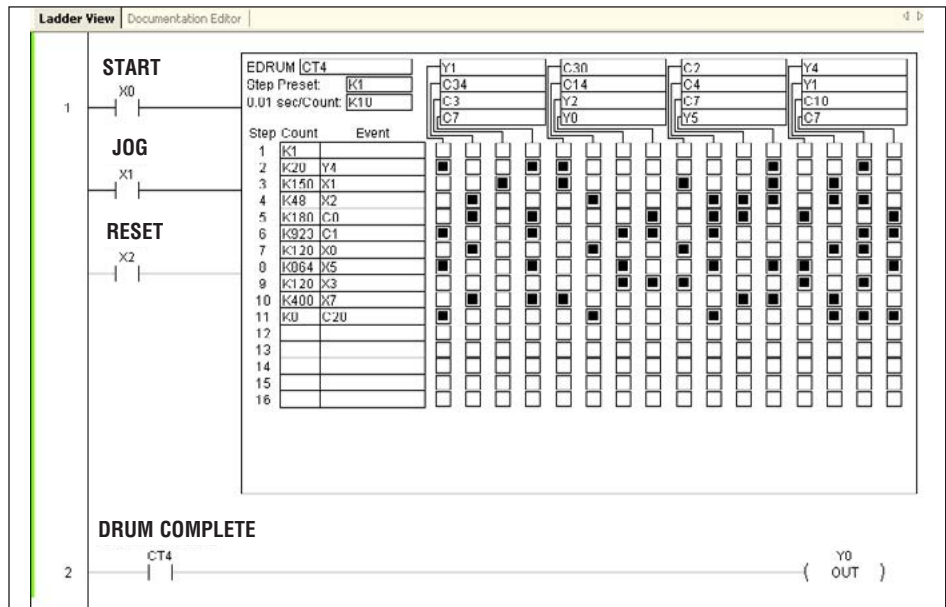 Ladder View Documentation Editor
START
X0
1
JOG
X1
RESET
X2
EDRUM CT4
Step Preset: K1
0.01 sec/Count: K10
Step Count Event
1 K1
2 K20 Y4
3 K150 X1
4 K48 X2
5 K180 C0
6 K923 C1
7 K120 X0
8 K864 X5
9 K120 X3
10 K400 X7
11 K0 C20
12
13
14
15
16
Y1 C30 C2 Y4
C34 C14 C4 Y1
C3 Y2 C7 C10
C7 Y0 Y5 C7
DRUM COMPLETE
2
CT4
Y0
( OUT )